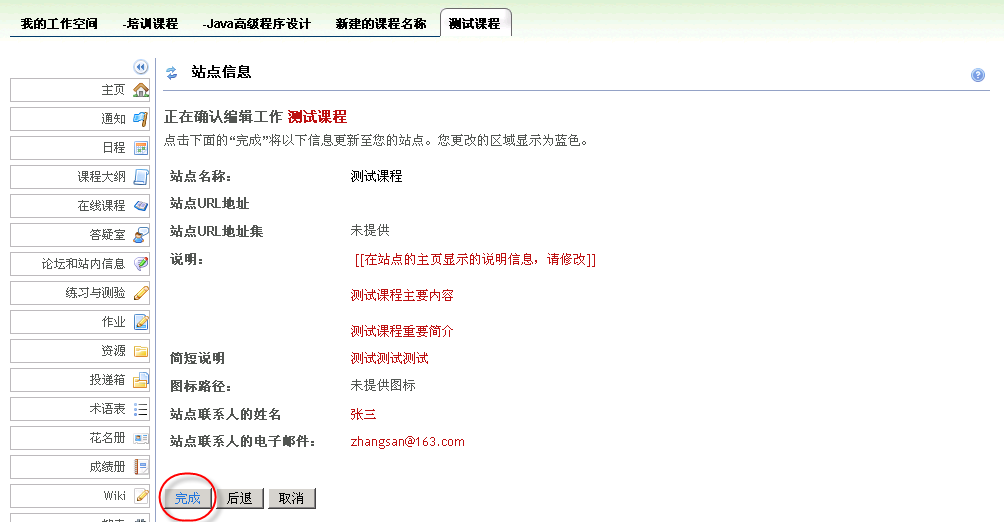 我的工作空间 -培训课程 -Java高级程序设计 新建的课程名称 测试课程
站点信息
主页
通知
日程
课程大纲
在线课程
答疑室
论坛和站内信息
练习与测验
作业
资源
投递箱
术语表
花名册
成绩册
Wiki
正在确认编辑工作 测试课程
点击下面的“完成”将以下信息更新至您的站点。您更改的区域显示为蓝色。
站点名称： 测试课程
站点URL地址
站点URL地址集 未提供
说明： [[在站点的主页显示的说明信息，请修改]]
测试课程主要内容
测试课程重要简介
简短说明 测试测试测试
图标路径： 未提供图标
站点联系人的姓名 张三
站点联系人的电子邮件： zhangsan@163.com
完成 后退 取消